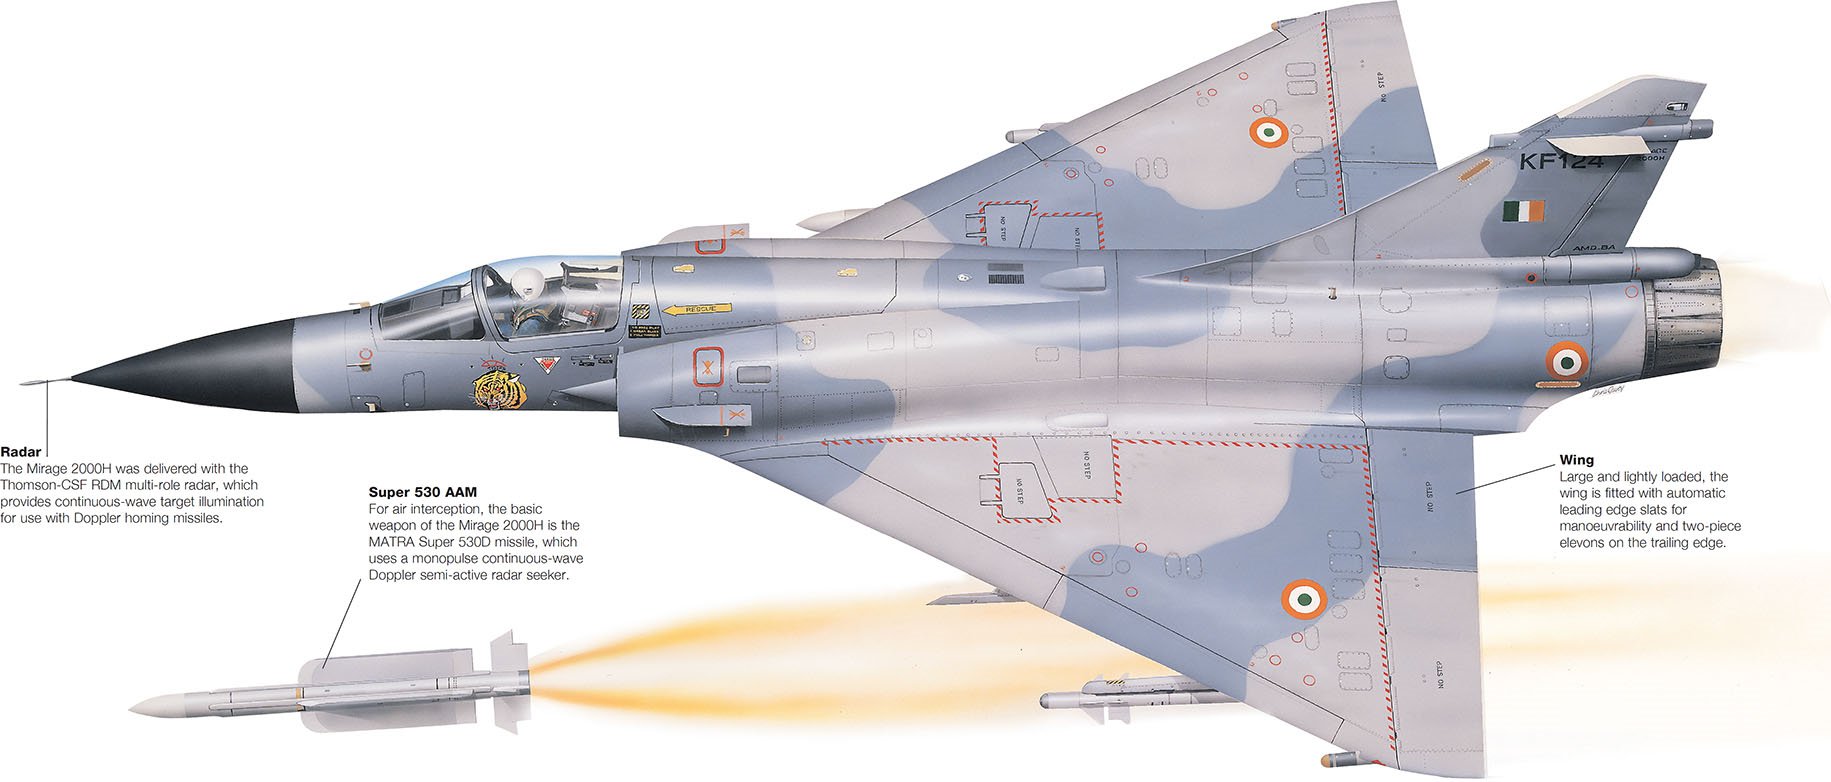 NO STEP
KF124
2000H
AMD-BA
NO STEP
NO STEP
RESCUE
Radar
The Mirage 2000H was delivered with the
Thomson-CSF RDM multi-role radar, which
provides continuous-wave target illumination
for use with Doppler homing missiles.
Super 530 AAM
For air interception, the basic
weapon of the Mirage 2000H is the
MATRA Super 530D missile, which
uses a monopulse continuous-wave
Doppler semi-active radar seeker.
NO STEP
NO STEP
NO STEP
Wing
Large and lightly loaded, the
wing is fitted with automatic
leading edge slats for
manoeuvrability and two-piece
elevons on the trailing edge.
NO STEP